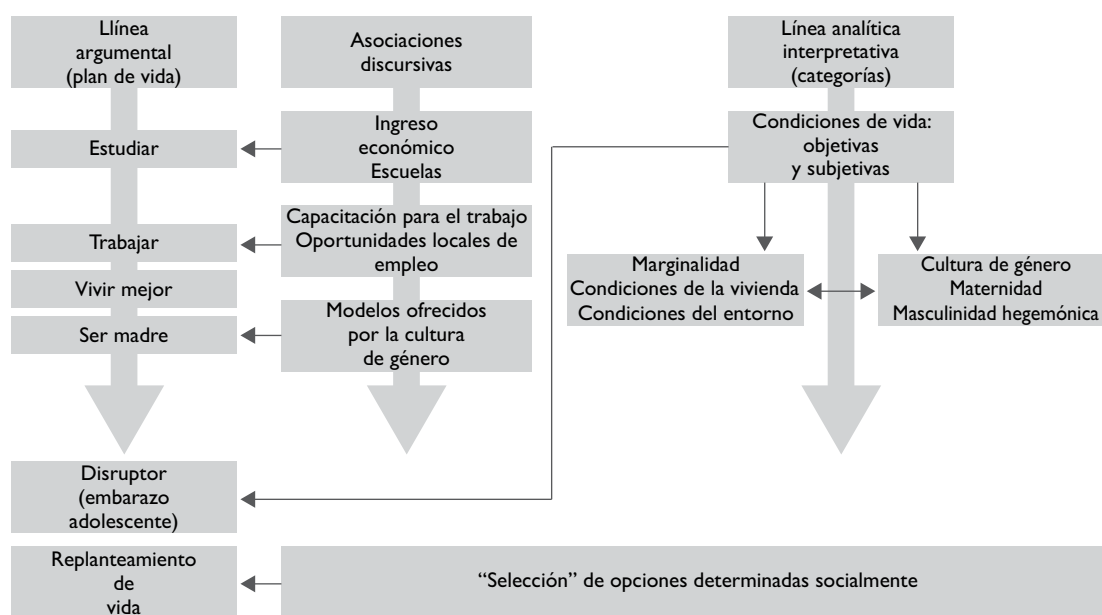 Llínea
argumental
(plan de vida)
Asociaciones
discursivas
Línea analítica
interpretativa
(categorías)
Estudiar
Ingreso
económico
Escuelas
Condiciones de vida:
objetivas
y subjetivas
Trabajar
Capacitación para el trabajo
Oportunidades locales de
empleo
Vivir mejor
Marginalidad
Condiciones de la vivienda
Condiciones del entorno
Cultura de género
Maternidad
Masculinidad hegemónica
Ser madre
Modelos ofrecidos
por la cultura
de género
Disruptor
(embarazo
adolescente)
Replanteamiento
de
vida
“Selección” de opciones determinadas socialmente